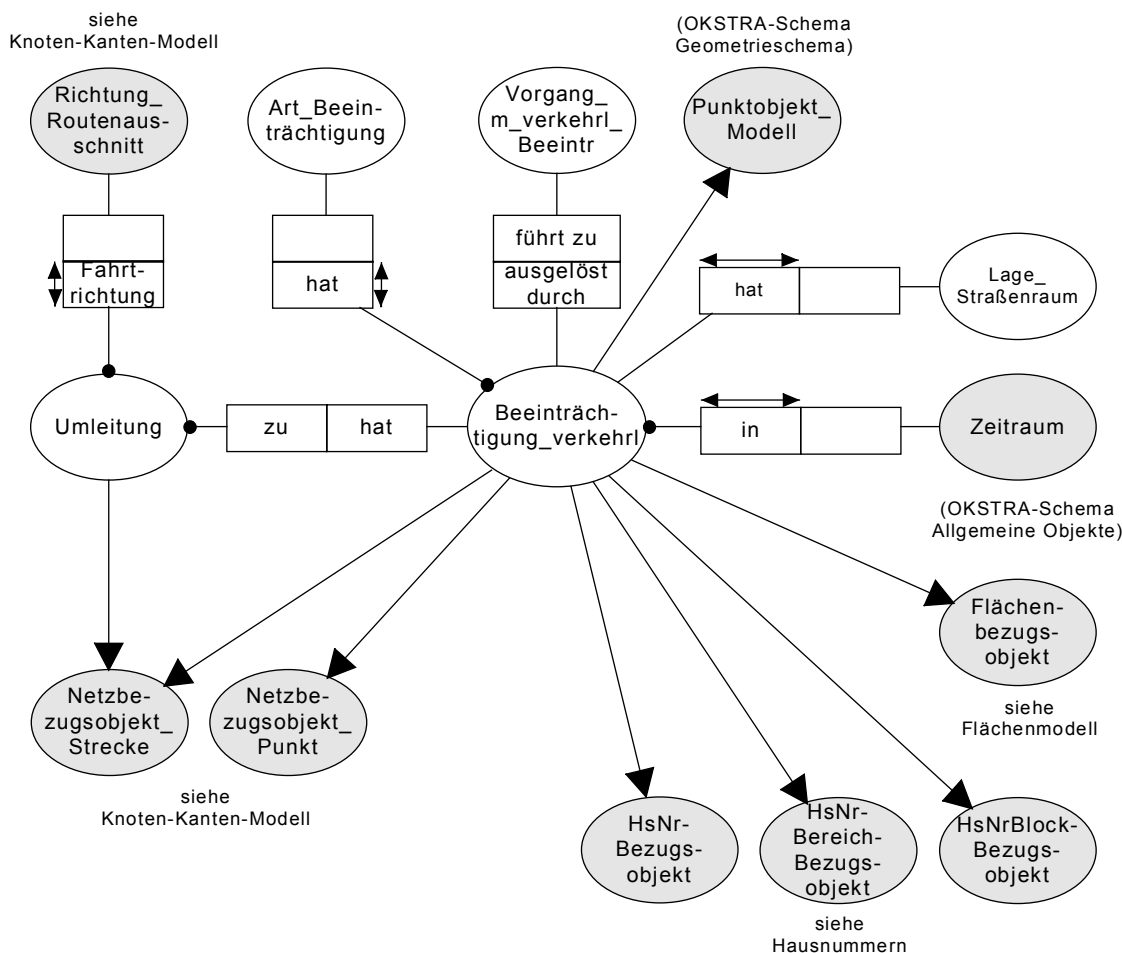 siehe
Knoten-Kanten-Modell
(OKSTRA-Schema
Geometrieschema)
Richtung_
Routenaus-
schnitt
Art_Beein-
trächtigung
Vorgang_
m_verkehrl_
Beeintr
Punktobjekt_
Modell
Fahrt-
richtung
hat
führt zu
ausgelöst
durch
hat
Lage_
Straßenraum
Umleitung
zu
hat
Beeinträch-
tigung_verkehrl
in
Zeitraum
(OKSTRA-Schema
Allgemeine Objekte)
Flächen-
bezugs-
objekt
siehe
Flächenmodell
Netzbe-
zugsobjekt_
Strecke
Netzbe-
zugsobjekt_
Punkt
siehe
Knoten-Kanten-Modell
HsNr-
Bezugs-
objekt
HsNr-
Bereich-
Bezugs-
objekt
HsNrBlock-
Bezugs-
objekt
siehe
Hausnummern